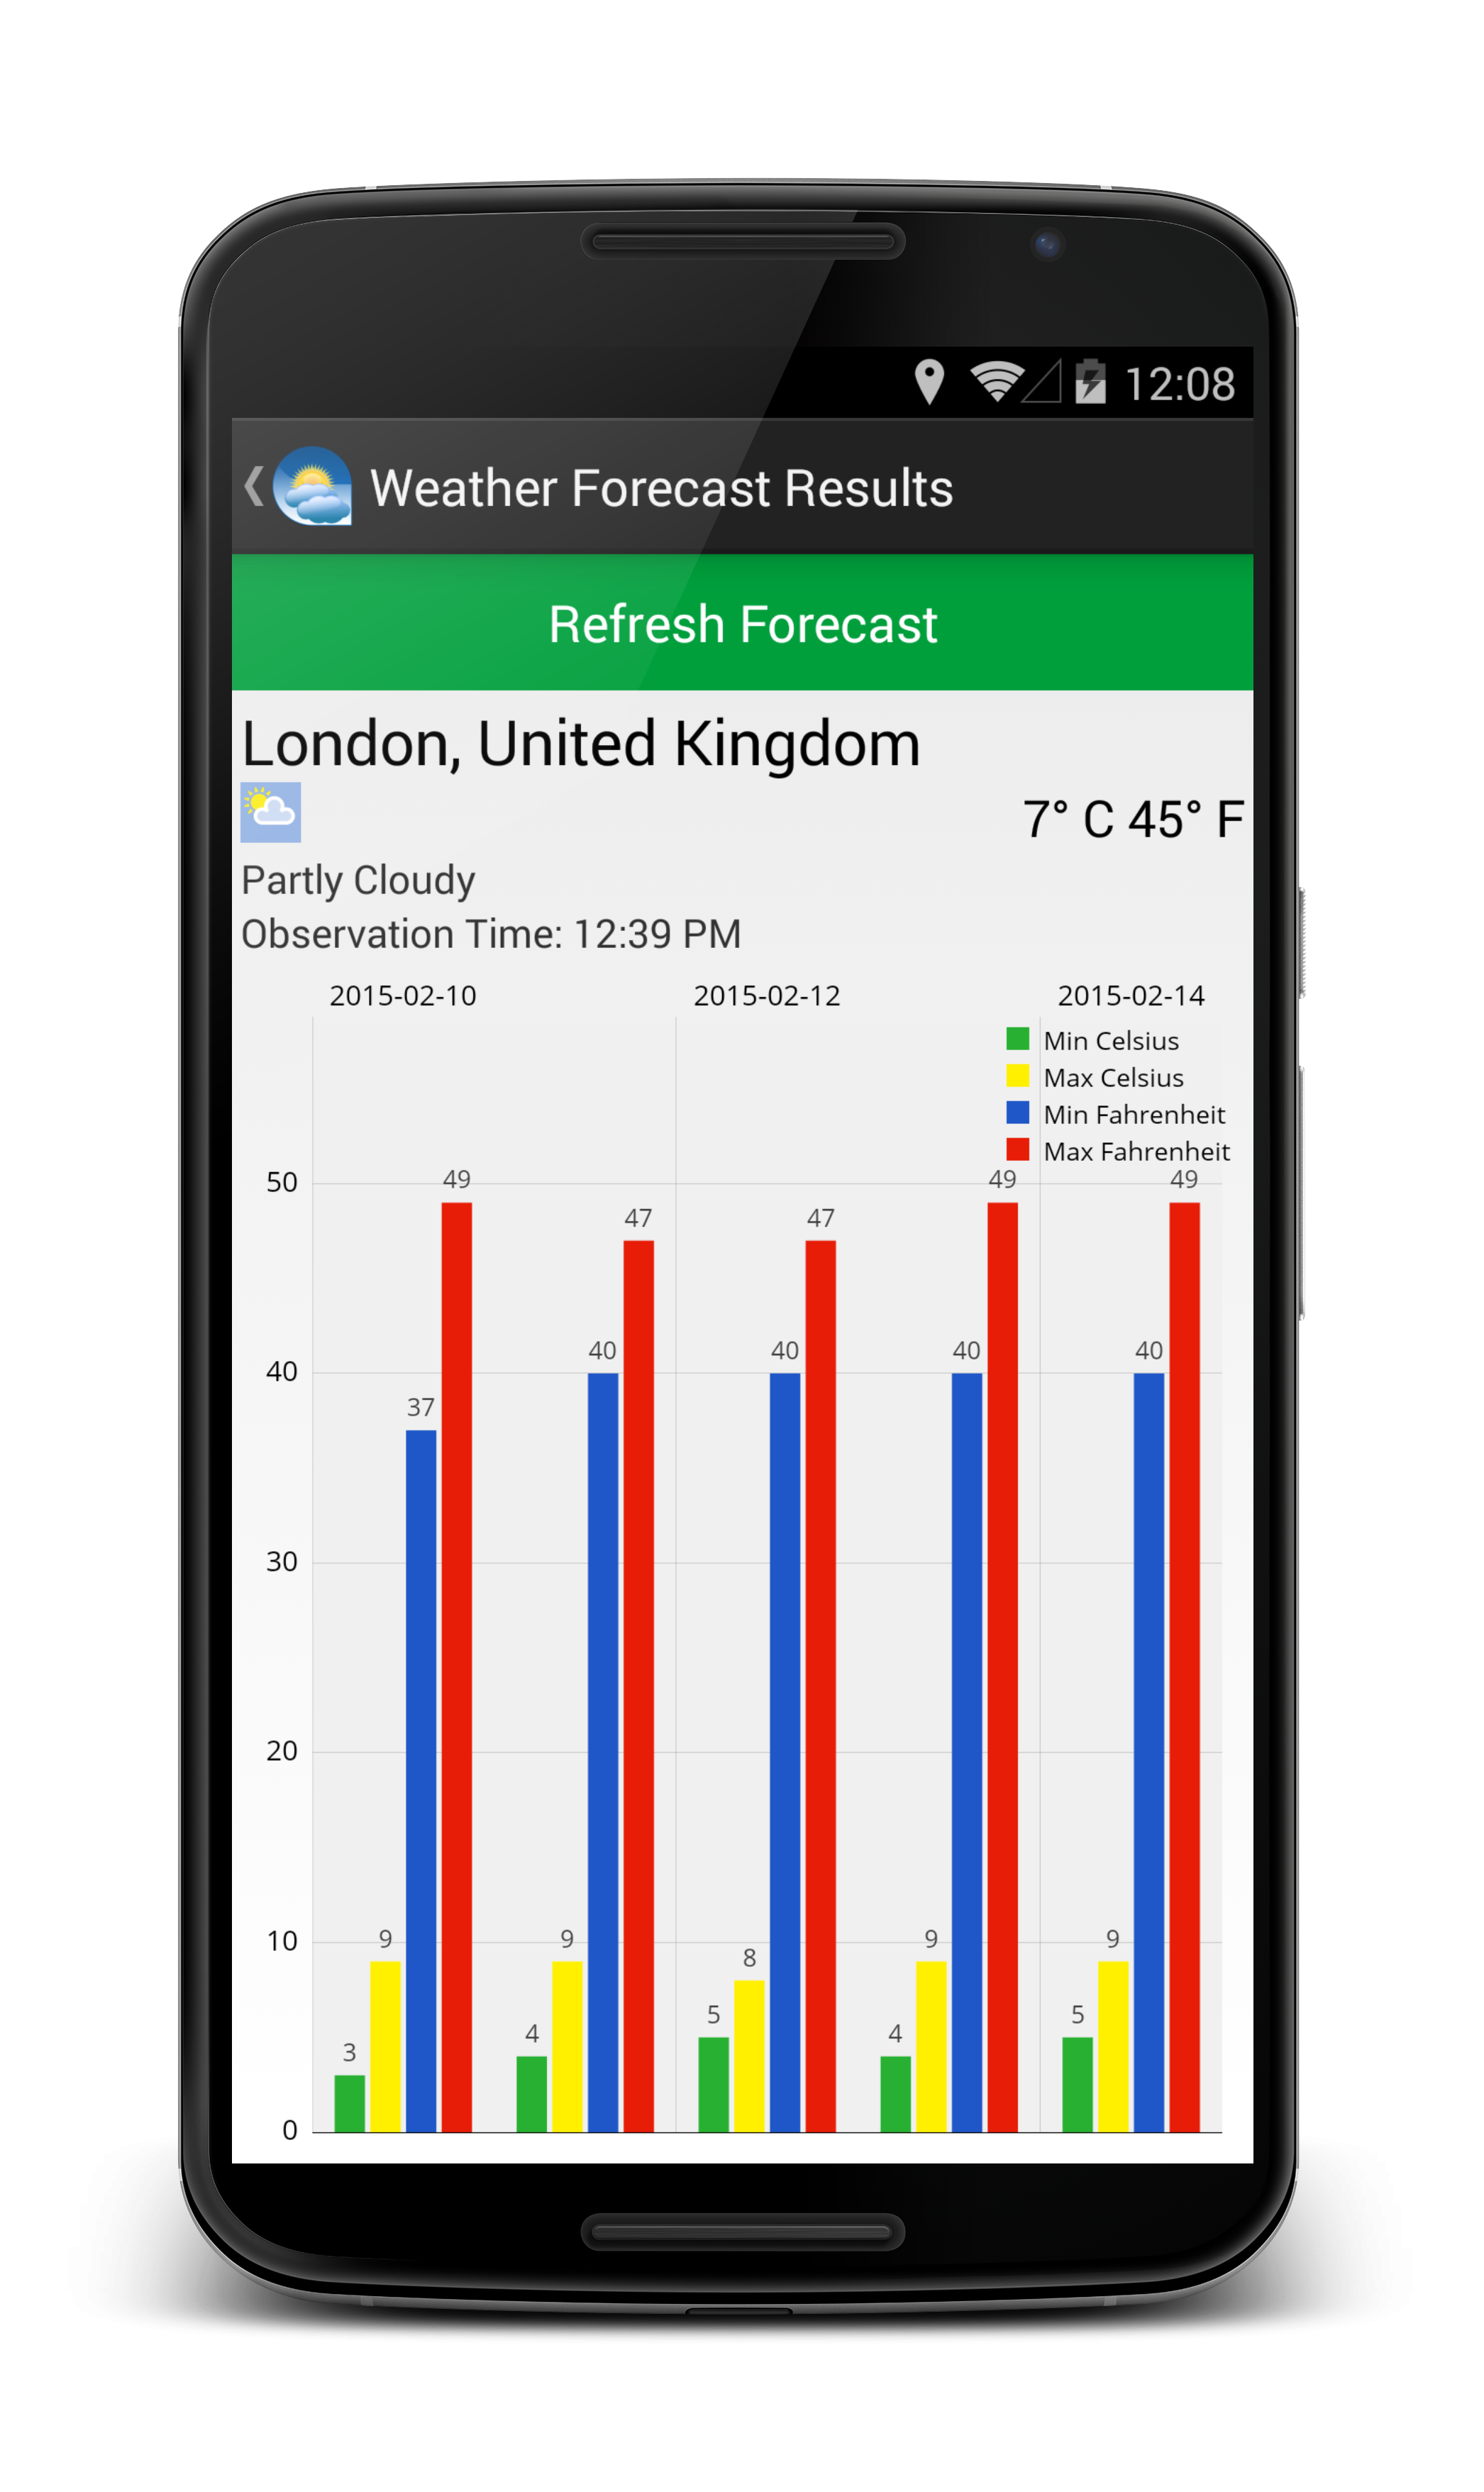 12:08
Weather Forecast Results
Refresh Forecast
London, United Kingdom
7° C 45° F
Partly Cloudy
Observation Time: 12:39 PM
2015-02-10 2015-02-12 2015-02-14
Min Celsius
Max Celsius
Min Fahrenheit
Max Fahrenheit
50 49 49 49
47 47
40 40 40 40 40
37
30
20
10 9 9 9 9
8
5 5
4 4
3
0